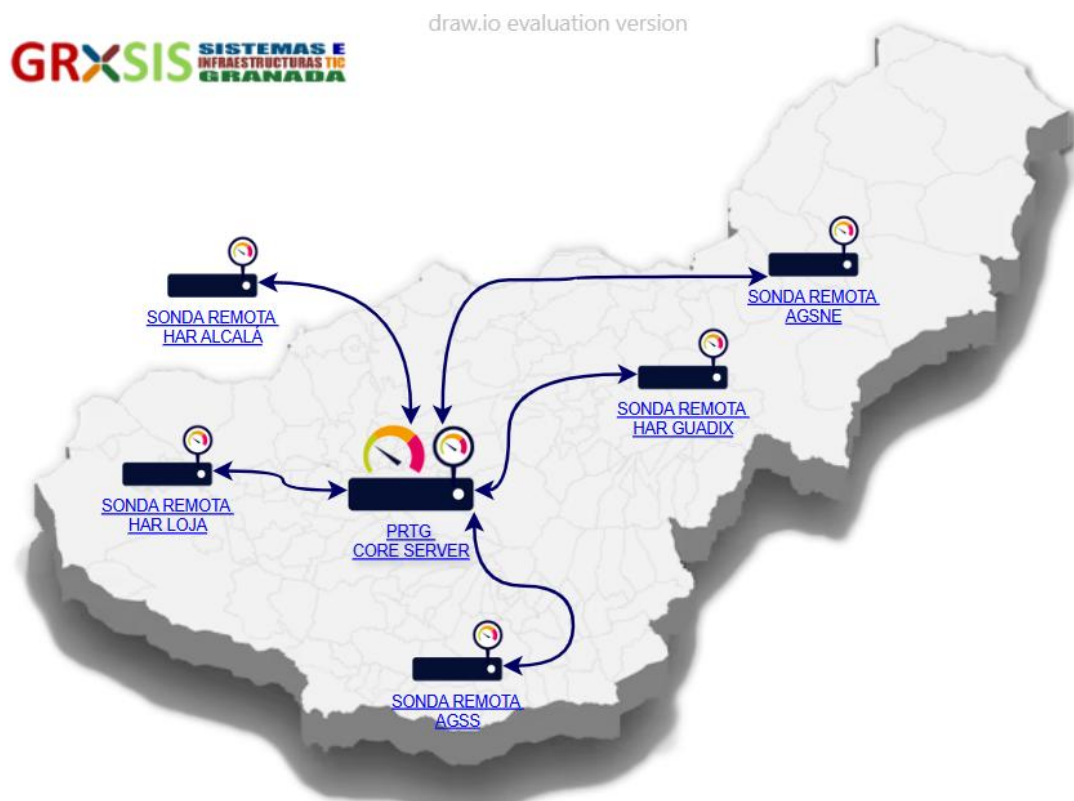 draw.io evaluation version
GRXSIS SISTEMAS E
INFRAESTRUCTURAS TIC
GRANADA
SONDA REMOTA
AGSNE
SONDA REMOTA
HAR ALCALÁ
SONDA REMOTA
HAR GUADIX
SONDA REMOTA
HAR LOJA
PRTG
CORE SERVER
SONDA REMOTA
AGSS